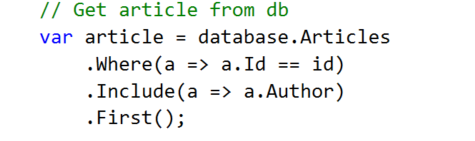 // Get article from db
var article = database.Articles
    .Where(a => a.Id == id)
    .Include(a => a.Author)
    .First();